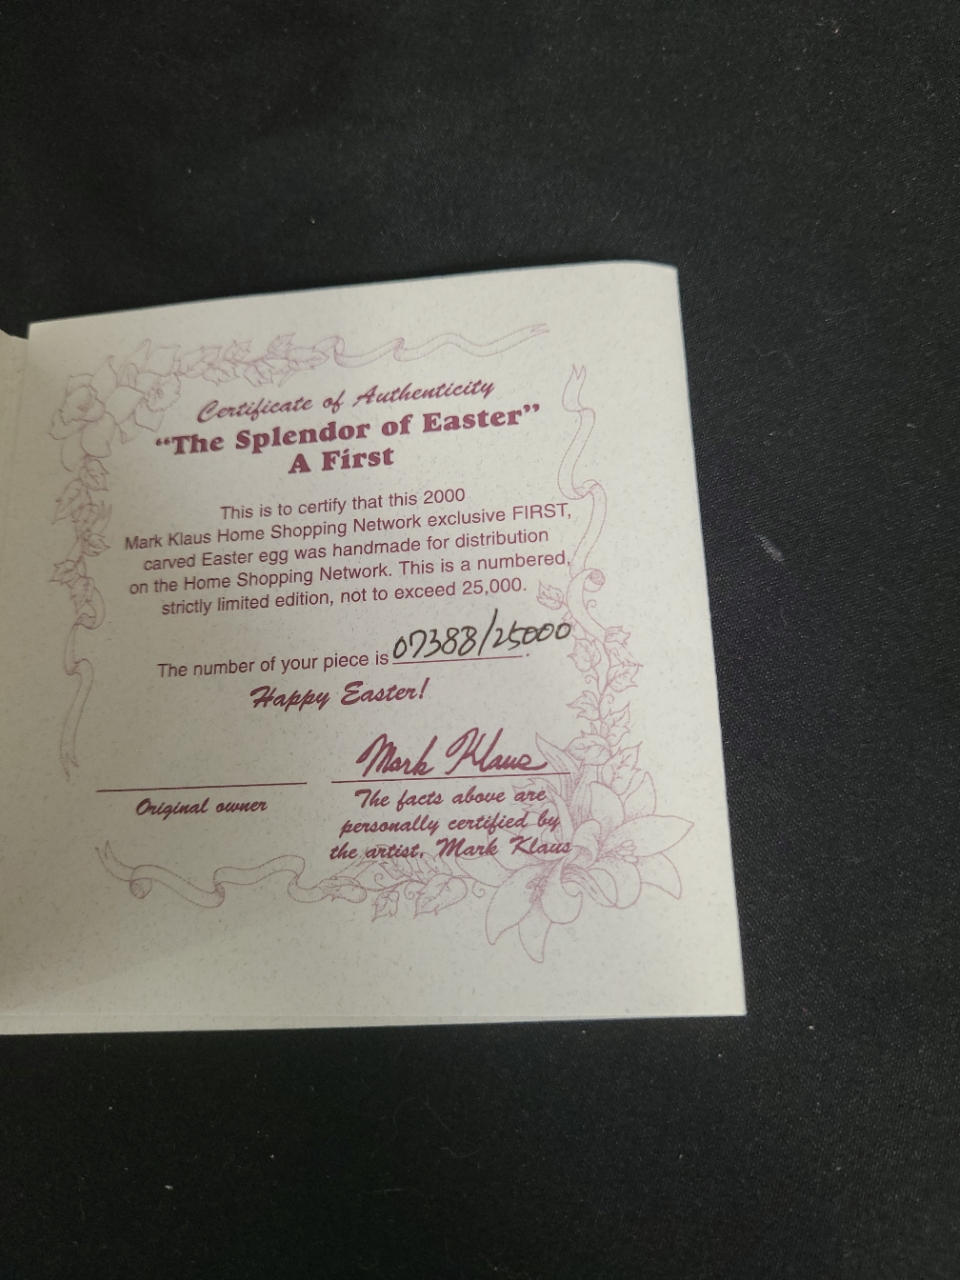 Certificate of Authenticity
“The Splendor of Easter”
A First
This is to certify that this 2000
Mark Klaus Home Shopping Network exclusive FIRST,
carved Easter egg was handmade for distribution
on the Home Shopping Network. This is a numbered,
strictly limited edition, not to exceed 25,000.
The number of your piece is 07388/25000.
Happy Easter!
Mark Klaus
Original owner
The facts above are
personally certified by
the artist, Mark Klaus